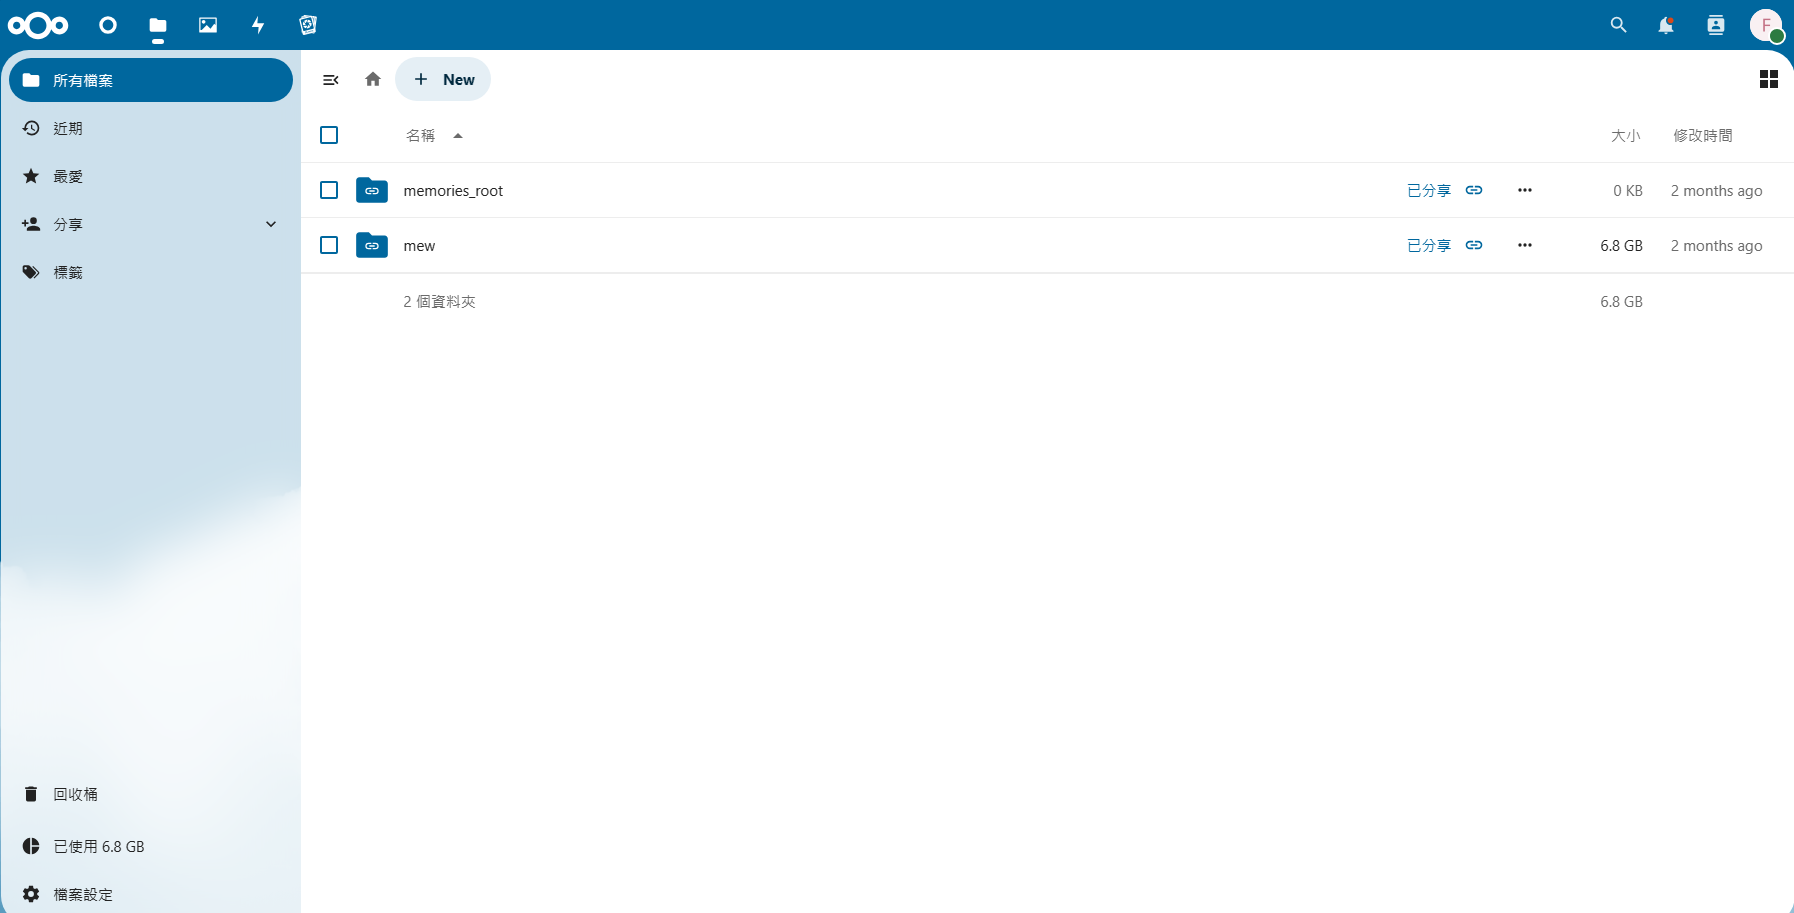 F
所有檔案
近期
最愛
分享
標籤
回收桶
已使用 6.8 GB
檔案設定
New
名稱 大小 修改時間
memories_root 已分享 0 KB 2 months ago
mew 已分享 6.8 GB 2 months ago
2 個資料夾 6.8 GB